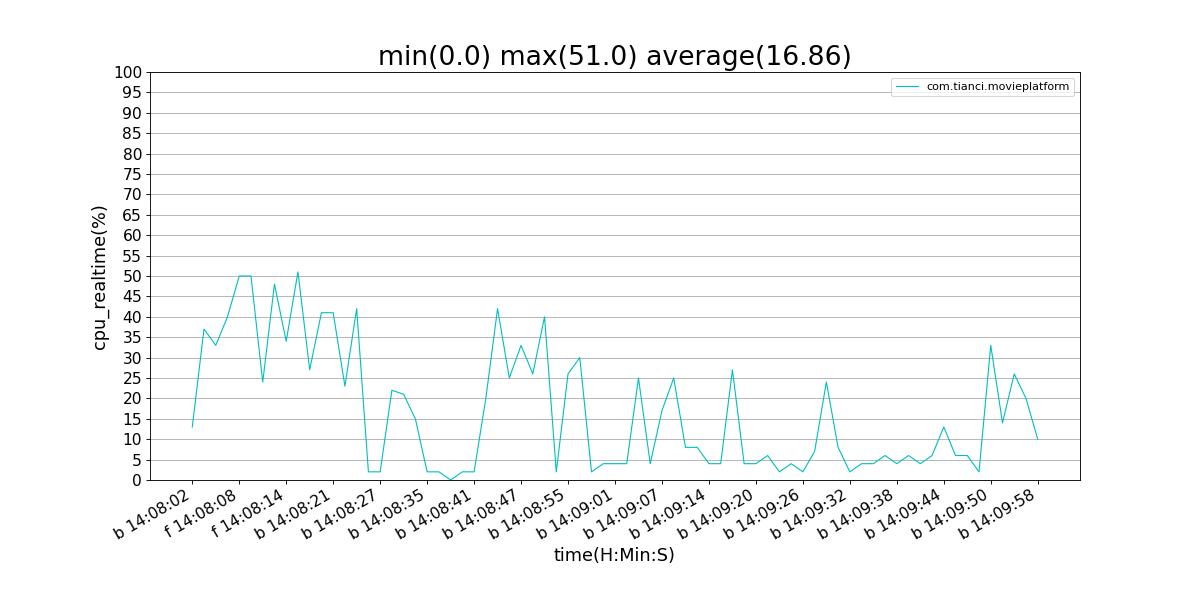 min(0.0) max(51.0) average(16.86)
com.tianci.movieplatform
cpu_realtime(%)
100
95
90
85
80
75
70
65
60
55
50
45
40
35
30
25
20
15
10
5
0
b 14:08:02
f 14:08:08
f 14:08:14
b 14:08:21
b 14:08:27
b 14:08:35
b 14:08:41
b 14:08:47
b 14:08:55
b 14:09:01
b 14:09:07
b 14:09:14
b 14:09:20
b 14:09:26
b 14:09:32
b 14:09:38
b 14:09:44
b 14:09:50
b 14:09:58
time(H:Min:S)